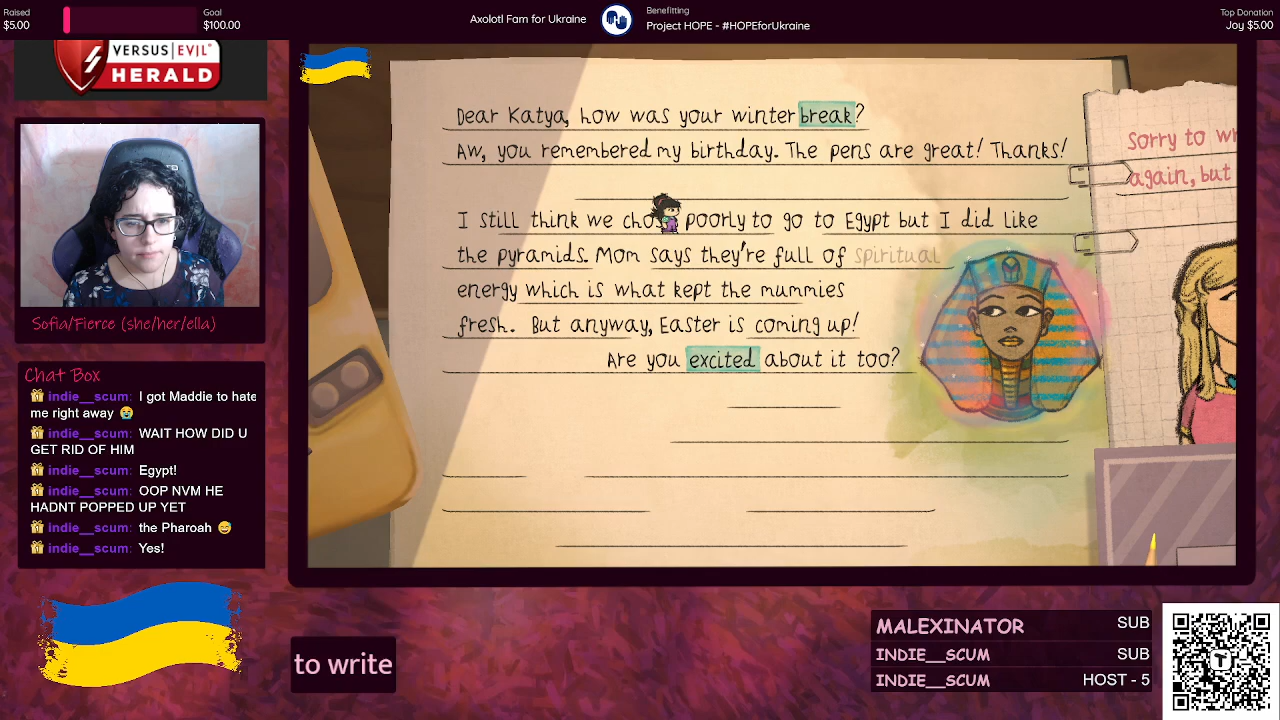 Raised
$5.00
Goal
$100.00
Axolotl Fam for Ukraine
Benefitting
Project HOPE - #HOPEforUkraine
Top Donation
Joy $5.00
VERSUS EVIL
HERALD
Sofia/Fierce (she/her/ella)
Chat Box
indie__scum: I got Maddie to hate
me right away 😭
indie__scum: WAIT HOW DID U
GET RID OF HIM
indie__scum: Egypt!
indie__scum: OOP NVM HE
HADNT POPPED UP YET
indie__scum: the Pharoah 😅
indie__scum: Yes!
Dear Katya, how was your winter break?
Aw, you remembered my birthday. The pens are great! Thanks!
I still think we poorly to go to Egypt but I did like
the pyramids. Mom says they're full of spiritual
energy which is what kept the mummies
fresh. But anyway, Easter is coming up!
Are you excited about it too?
Sorry to
again, but
to write
MALEXINATOR SUB
INDIE__SCUM SUB
INDIE__SCUM HOST - 5
T